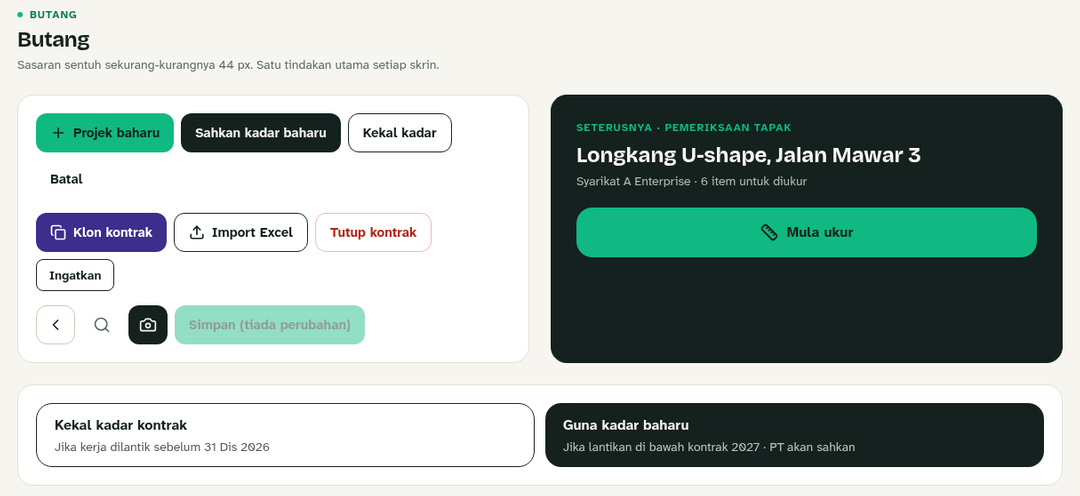 BUTANG
Butang
Sasaran sentuh sekurang-kurangnya 44 px. Satu tindakan utama setiap skrin.
Projek baharu
Sahkan kadar baharu
Kekal kadar
Batal
Klon kontrak
Import Excel
Tutup kontrak
Ingatkan
Simpan (tiada perubahan)
SETERUSNYA · PEMERIKSAAN TAPAK
Longkang U-shape, Jalan Mawar 3
Syarikat A Enterprise · 6 item untuk diukur
Mula ukur
Kekal kadar kontrak
Jika kerja dilantik sebelum 31 Dis 2026
Guna kadar baharu
Jika lantikan di bawah kontrak 2027 · PT akan sahkan